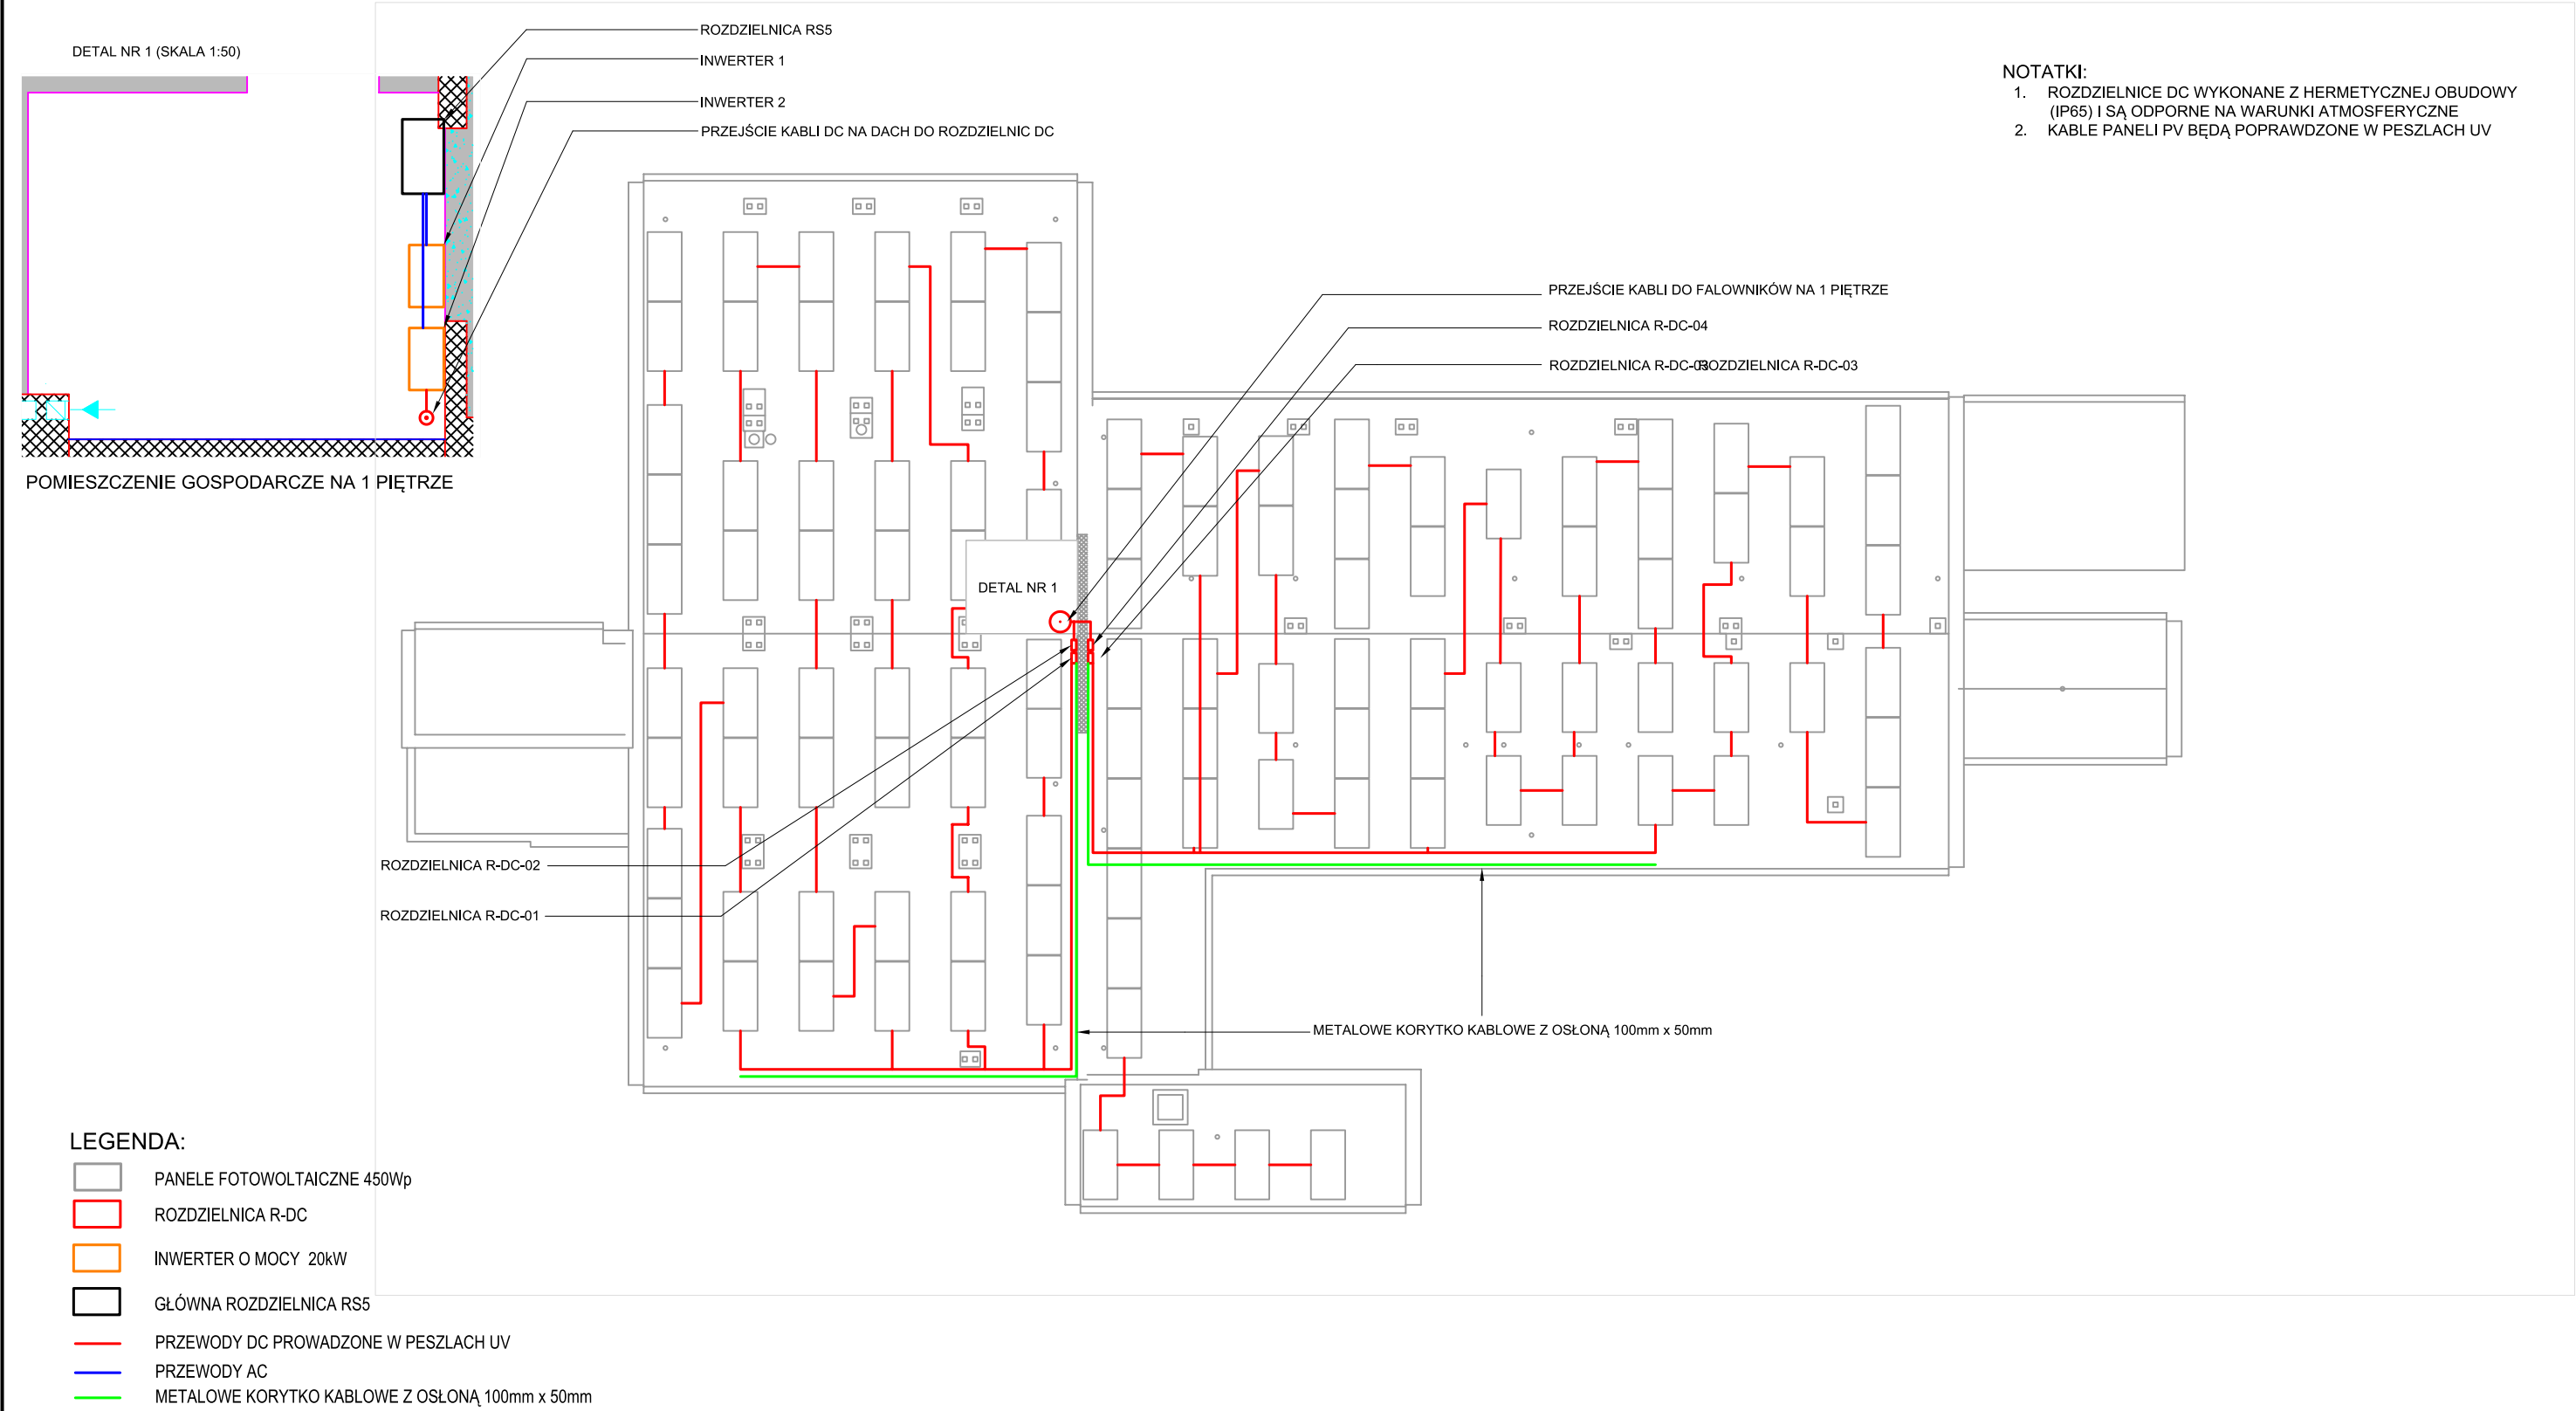 DETAL NR 1 (SKALA 1:50)
ROZDZIELNICA RS5
INWERTER 1
INWERTER 2
PRZEJŚCIE KABLI DC NA DACH DO ROZDZIELNIC DC
POMIESZCZENIE GOSPODARCZE NA 1 PIĘTRZE
NOTATKI:
1. ROZDZIELNICE DC WYKONANE Z HERMETYCZNEJ OBUDOWY
(IP65) I SĄ ODPORNE NA WARUNKI ATMOSFERYCZNE
2. KABLE PANELI PV BĘDĄ POPRAWDZONE W PESZLACH UV
PRZEJŚCIE KABLI DO FALOWNIKÓW NA 1 PIĘTRZE
ROZDZIELNICA R-DC-04
ROZDZIELNICA R-DC-03
ROZDZIELNICA R-DC-03
DETAL NR 1
ROZDZIELNICA R-DC-02
ROZDZIELNICA R-DC-01
METALOWE KORYTKO KABLOWE Z OSŁONĄ 100mm x 50mm
LEGENDA:
PANELE FOTOWOLTAICZNE 450Wp
ROZDZIELNICA R-DC
INWERTER O MOCY 20kW
GŁÓWNA ROZDZIELNICA RS5
PRZEWODY DC PROWADZONE W PESZLACH UV
PRZEWODY AC
METALOWE KORYTKO KABLOWE Z OSŁONĄ 100mm x 50mm